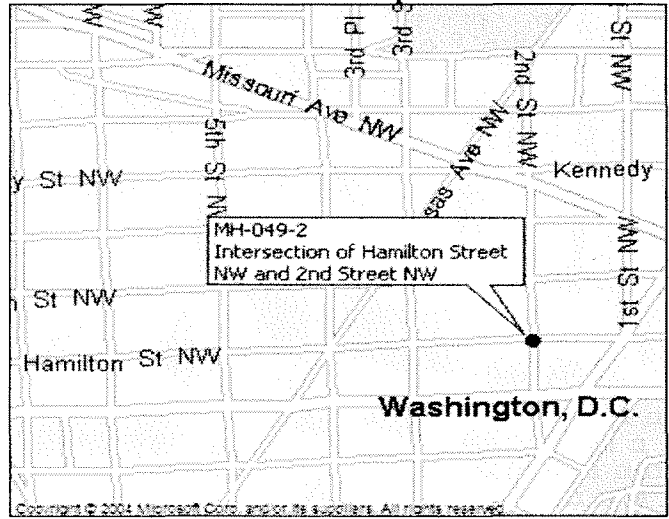 3rd Pl
3rd
2nd St NW
St NW
Missouri Ave NW
5th St NW
sas Ave NW
Kennedy
y St NW
MH-049-2
Intersection of Hamilton Street
NW and 2nd Street NW
1st St NW
St NW
Hamilton St NW
Washington, D.C.
Copyright © 2004 Microsoft Corp. and/or its suppliers. All rights reserved.